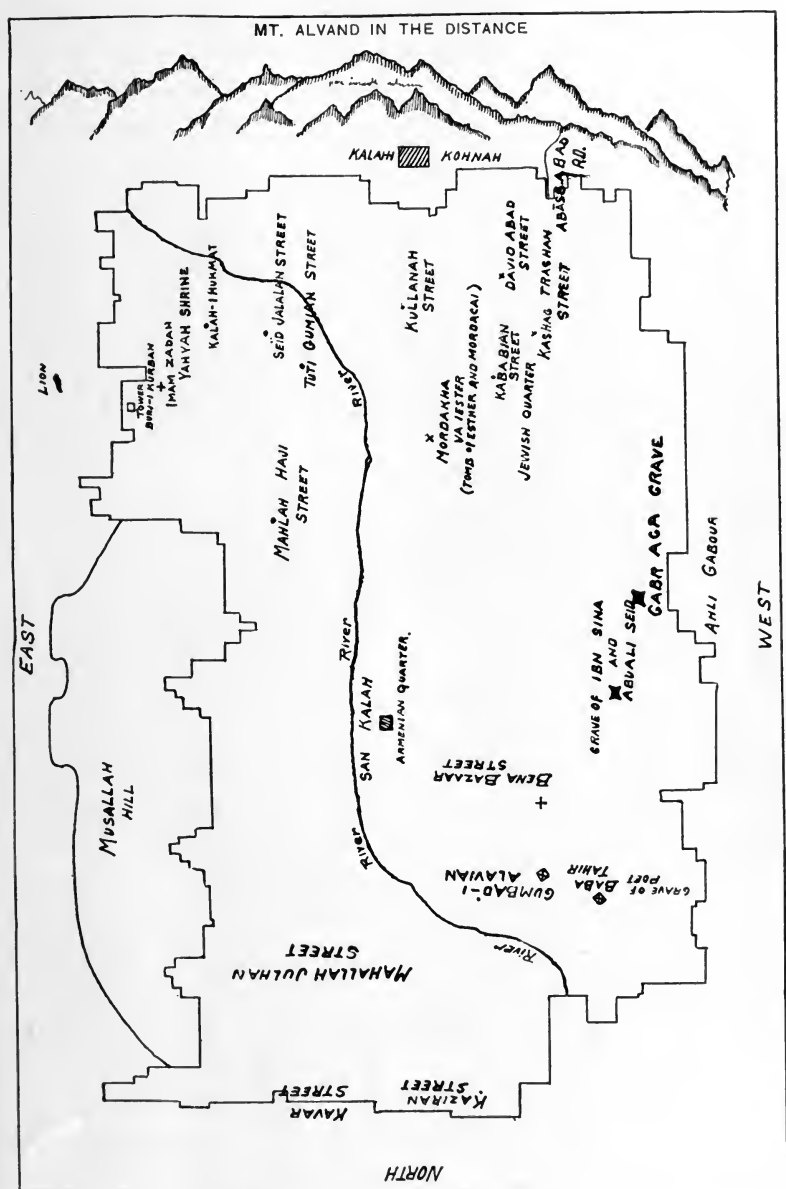 MT. ALVAND IN THE DISTANCE
KALAH KOHNAH
ABASBABAD
RD.
LION
TOWER
BURJ-I KURBAH
IMAM ZADAH
YAHYAH SHRINE
KALAH-I HUKMAT
SEID JALALAN STREET
TUTI QUMLAH STREET
RIVER
KULLANAH
STREET
DAVID ABAD
STREET
KASHAG TRASHAN
STREET
KABABIAN
STREET
JEWISH QUARTER
MORDAKHA
VA IESTER
(TOMB OF ESTHER AND MORDACAI)
MAHLAH HAJI
STREET
EAST
GABR AGA GRAVE
AHLI GABOUR
WEST
GRAVE OF IBN SINA
AND
ABUALI SEID
River
SAN KALAH
ARMENIAN QUARTER.
MUSALLAH
HILL
BENA BAZAAR
STREET
River
GUMBAD-I
ALAVIAN
GRAVE OF
POET BABA
TAHIR
River
MAHALLAH JULHAN
STREET
KAVAR
STREET
KAZIRAN
STREET
NORTH